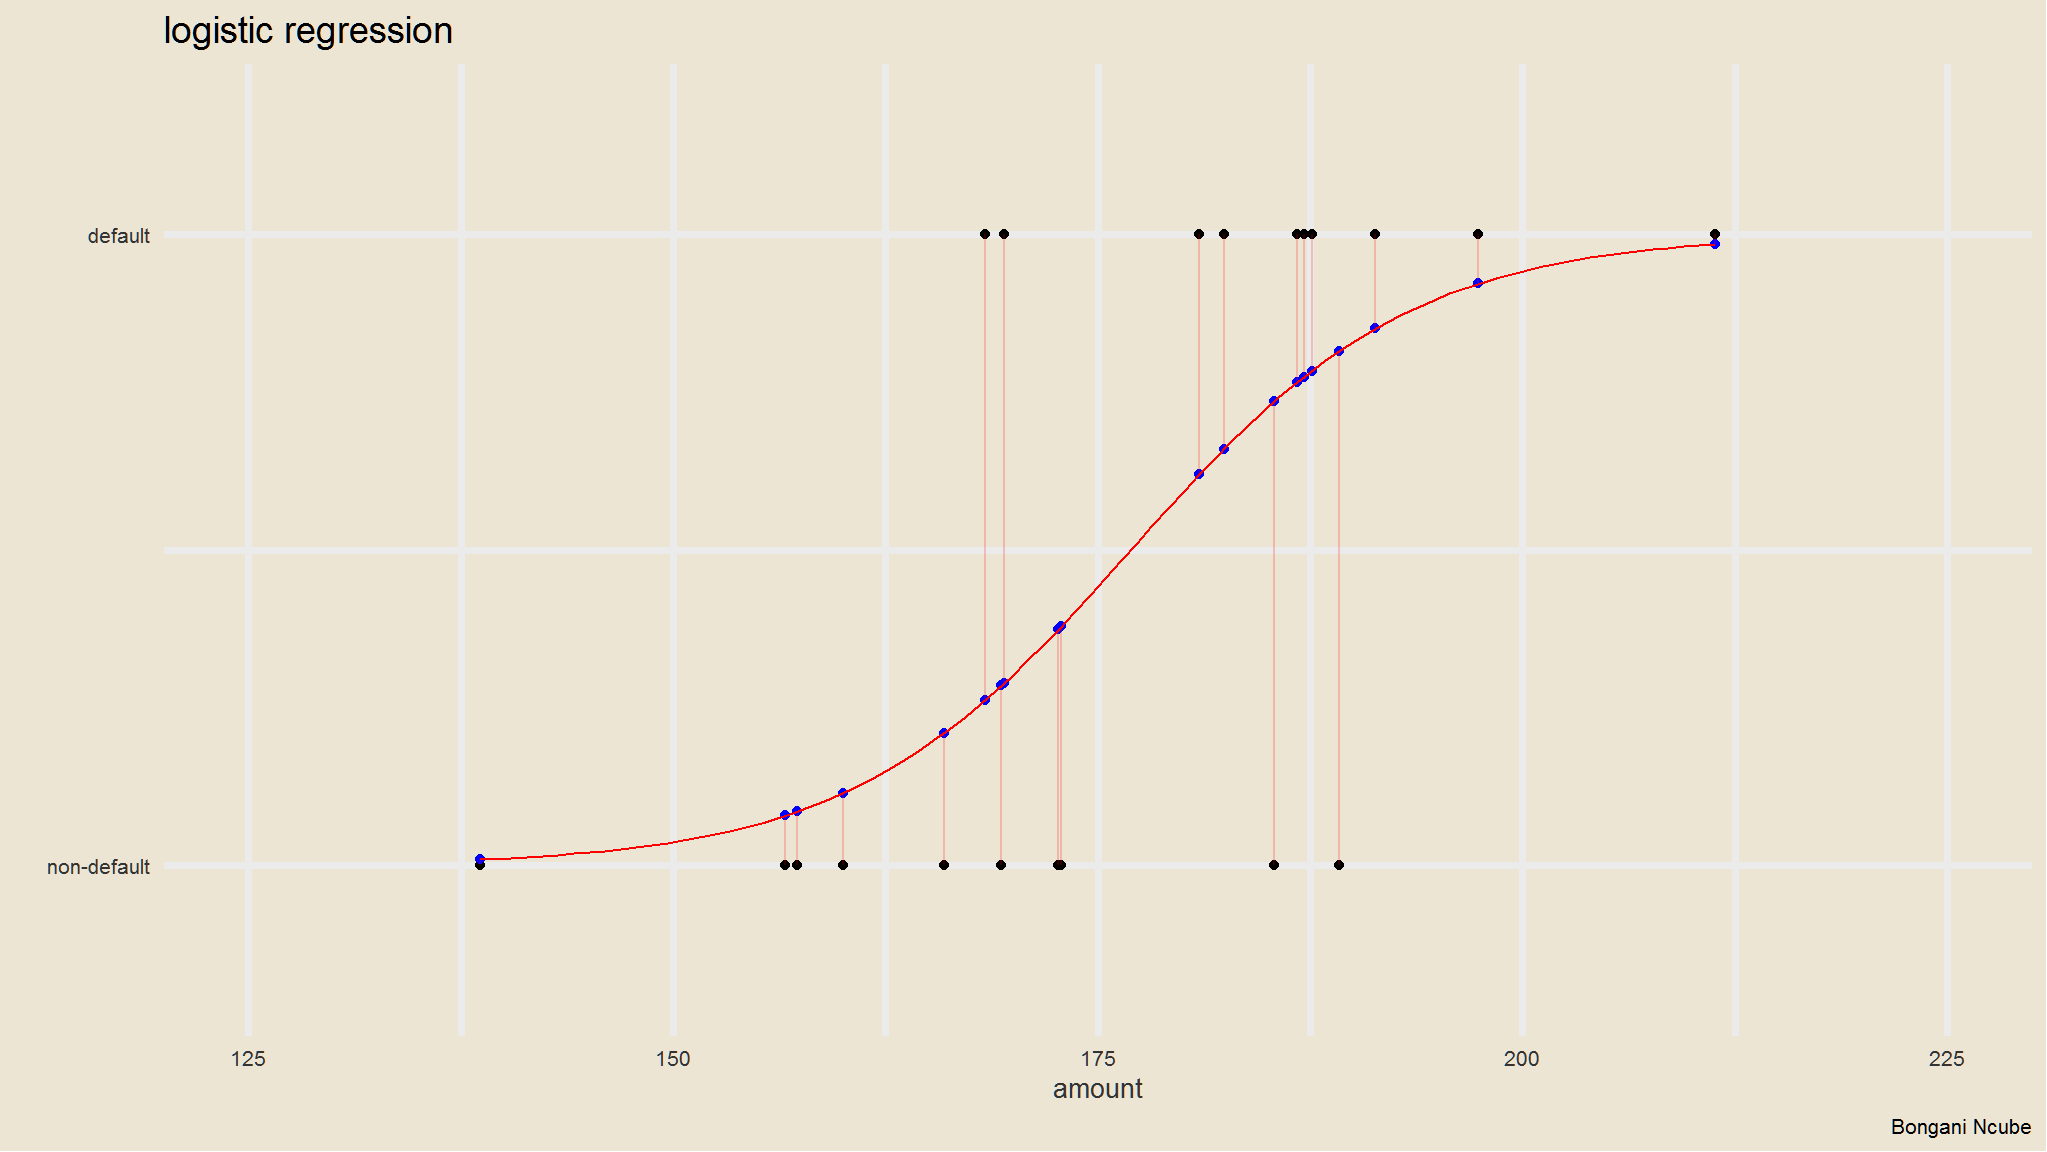 logistic regression
default
non-default
125 150 175 200 225
amount
Bongani Ncube